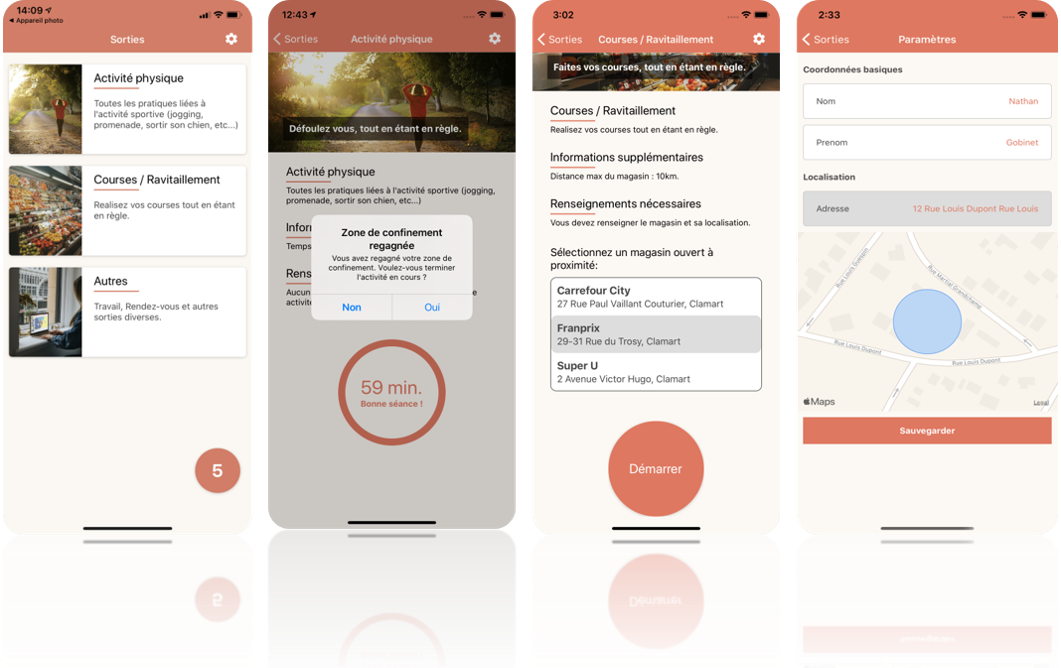 14:09
Appareil photo
Sorties
Activité physique
Toutes les pratiques liées à
l'activité sportive (jogging,
promenade, sortir son chien, etc...)
Courses / Ravitaillement
Realisez vos courses tout en étant
en règle.
Autres
Travail, Rendez-vous et autres
sorties diverses.
5
12:43
Sorties
Activité physique
Défoulez vous, tout en étant en règle.
Activité physique
Toutes les pratiques liées à l'activité sportive (jogging,
promenade, sortir son chien, etc...)
Infor
Temps
Rens
Aucun
e
activité
Zone de confinement
regagnée
Vous avez regagné votre zone de
confinement. Voulez-vous terminer
l'activité en cours ?
Non
Oui
59 min.
Bonne séance !
3:02
Sorties
Courses / Ravitaillement
Faites vos courses, tout en étant en règle.
Courses / Ravitaillement
Realisez vos courses tout en étant en règle.
Informations supplémentaires
Distance max du magasin : 10km.
Renseignements nécessaires
Vous devez renseigner le magasin et sa localisation.
Sélectionnez un magasin ouvert à
proximité:
Carrefour City
27 Rue Paul Vaillant Couturier, Clamart
Franprix
29-31 Rue du Trosy, Clamart
Super U
2 Avenue Victor Hugo, Clamart
Démarrer
2:33
Sorties
Paramètres
Coordonnées basiques
Nom
Nathan
Prenom
Gobinet
Localisation
Adresse
12 Rue Louis Dupont Rue Louis
Rue Louis Dupont
Rue Martial Grandchamp
Rue Louis Dupont
Rue Louis Dupont
Maps
Legal
Sauvegarder